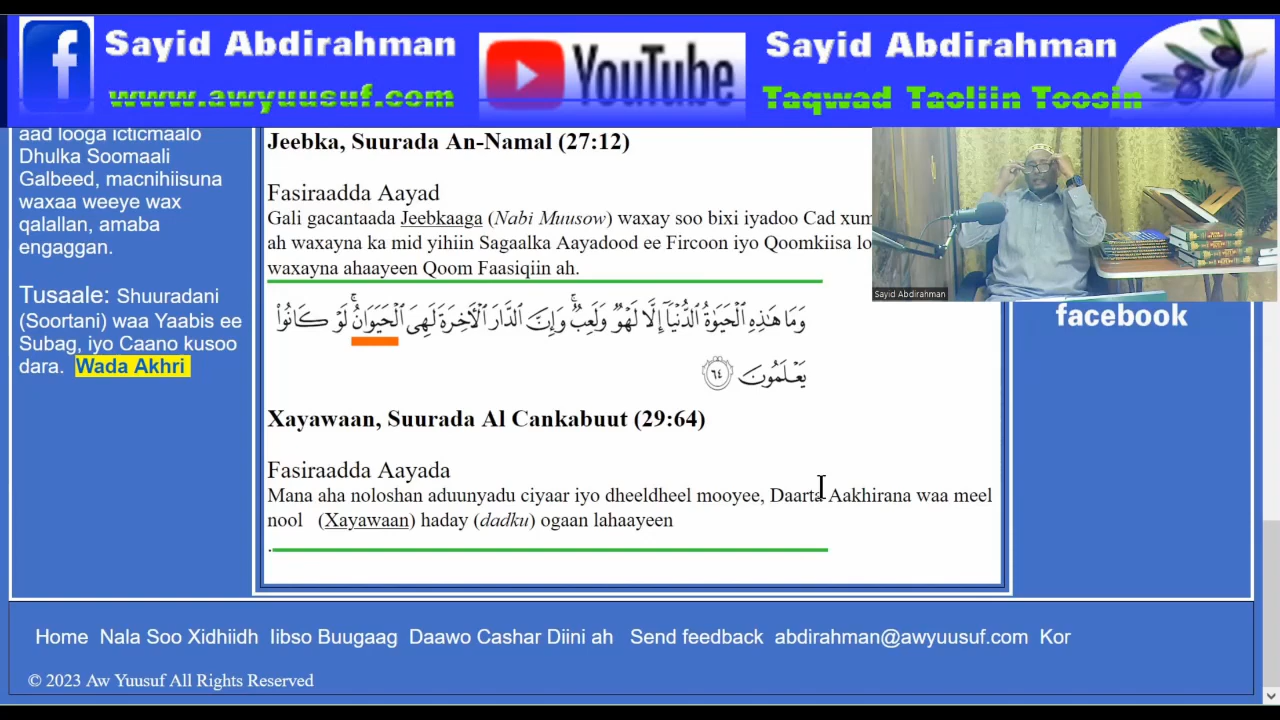 Sayid Abdirahman
www.awyuusuf.com
YouTube
Sayid Abdirahman
Taqwad Taoliin Toosin
aad looga icticmaalo
Dhulka Soomaali
Galbeed, macnihiisuna
waxaa weeye wax
qalallan, amaba
engaggan.
Tusaale: Shuuradani
(Soortani) waa Yaabis ee
Subag, iyo Caano kusoo
dara. Wada Akhri
Jeebka, Suurada An-Namal (27:12)
Fasiraadda Aayad
Gali gacantaada Jeebkaaga (Nabi Muusow) waxay soo bixi iyadoo Cad xum
ah waxayna ka mid yihiin Sagaalka Aayadood ee Fircoon iyo Qoomkiisa lo
waxayna ahaayeen Qoom Faasiqiin ah.
وَمَا هَٰذِهِ ٱلْحَيَوٰةُ ٱلدُّنْيَآ إِلَّا لَهْوٌ وَلَعِبٌ ۚ وَإِنَّ ٱلدَّارَ ٱلْأَخِرَةَ لَهِىَ ٱلْحَيَوَانُ ۚ لَوْ كَانُوا۟
يَعْلَمُونَ ٦٤
Xayawaan, Suurada Al Cankabuut (29:64)
Fasiraadda Aayada
Mana aha noloshan aduunyadu ciyaar iyo dheeldheel mooyee, Daarta Aakhirana waa meel
nool (Xayawaan) haday (dadku) ogaan lahaayeen
.
Sayid Abdirahman
facebook
Home Nala Soo Xidhiidh Iibso Buugaag Daawo Cashar Diini ah Send feedback abdirahman@awyuusuf.com Kor
© 2023 Aw Yuusuf All Rights Reserved